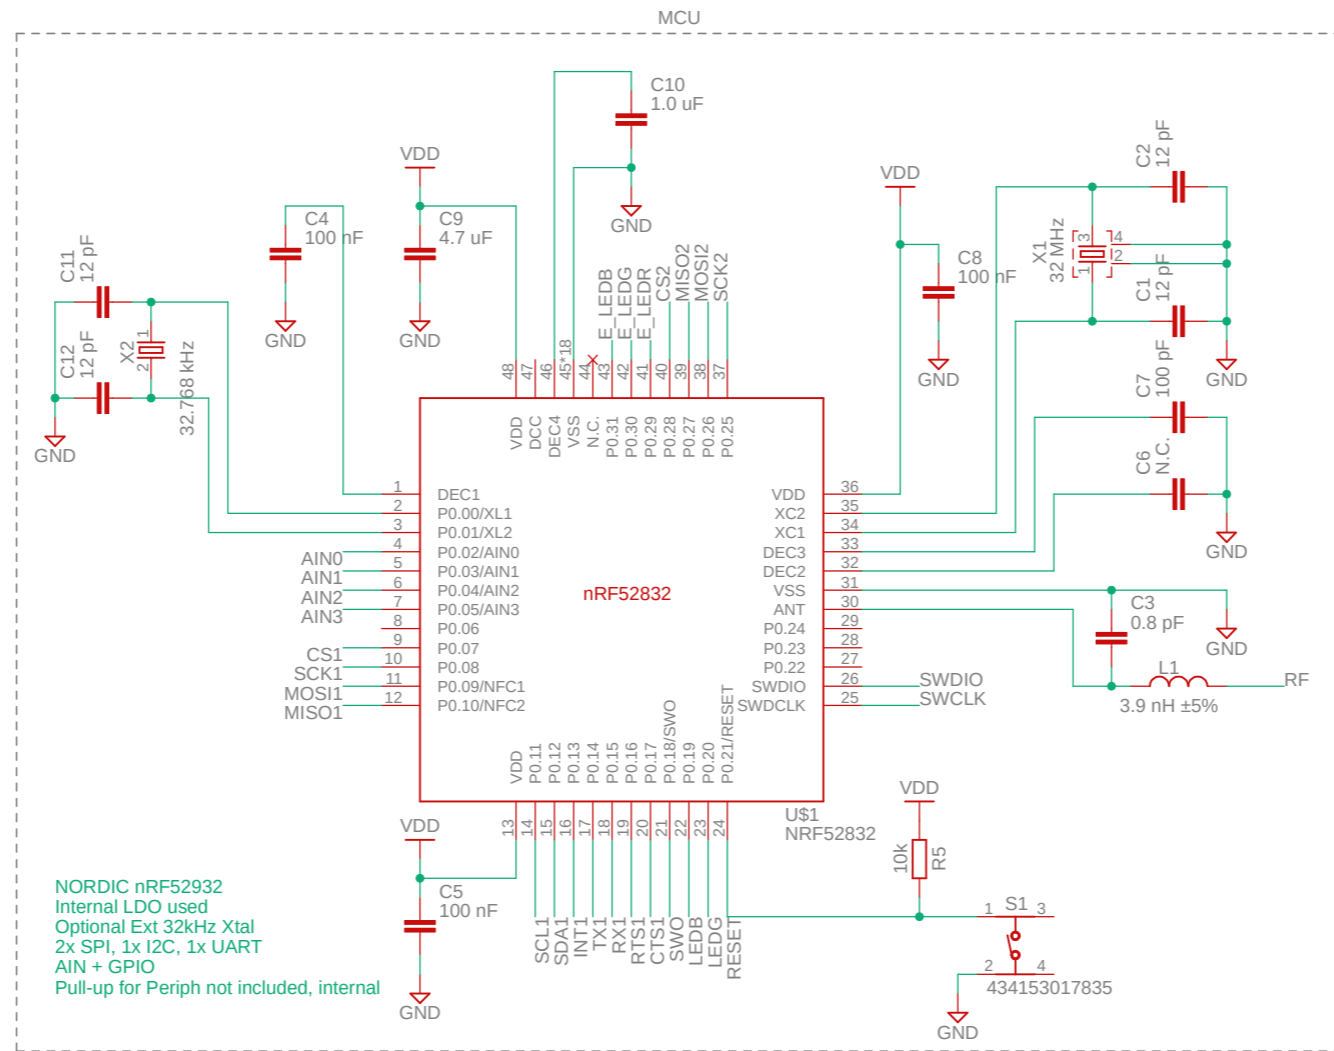 MCU
C10
1.0 uF
VDD
C9
4.7 uF
GND
GND
C4
100 nF
GND
C11
12 pF
C12
12 pF
X2
1
2
32.768 kHz
GND
VDD
C8
100 nF
GND
C2
12 pF
X1
32 MHz
3
4
2
1
C1
12 pF
GND
C7
100 pF
C6
N.C.
GND
E_LEDB
E_LEDG
E_LEDR
CS2
MISO2
MOSI2
SCK2
48
47
46
45*18
44
43
42
41
40
39
38
37
VDD
DCC
DEC4
VSS
N.C.
P0.31
P0.30
P0.29
P0.28
P0.27
P0.26
P0.25
1 DEC1
2 P0.00/XL1
3 P0.01/XL2
AIN0 4 P0.02/AIN0
AIN1 5 P0.03/AIN1
AIN2 6 P0.04/AIN2
AIN3 7 P0.05/AIN3
8 P0.06
CS1 9 P0.07
SCK1 10 P0.08
MOSI1 11 P0.09/NFC1
MISO1 12 P0.10/NFC2
nRF52832
VDD 36
XC2 35
XC1 34
DEC3 33
DEC2 32
VSS 31
ANT 30
P0.24 29
P0.23 28
P0.22 27
SWDIO 26 SWDIO
SWDCLK 25 SWCLK
C3
0.8 pF
GND
L1
3.9 nH ±5%
RF
VDD
P0.11
P0.12
P0.13
P0.14
P0.15
P0.16
P0.17
P0.18/SWO
P0.19
P0.20
P0.21/RESET
13
14
15
16
17
18
19
20
21
22
23
24
U$1
NRF52832
SCL1
SDA1
INT1
TX1
RX1
RTS1
CTS1
SWO
LEDB
LEDG
RESET
VDD
C5
100 nF
GND
VDD
10k
R5
1 S1 3
2 4
434153017835
GND
NORDIC nRF52932
Internal LDO used
Optional Ext 32kHz Xtal
2x SPI, 1x I2C, 1x UART
AIN + GPIO
Pull-up for Periph not included, internal